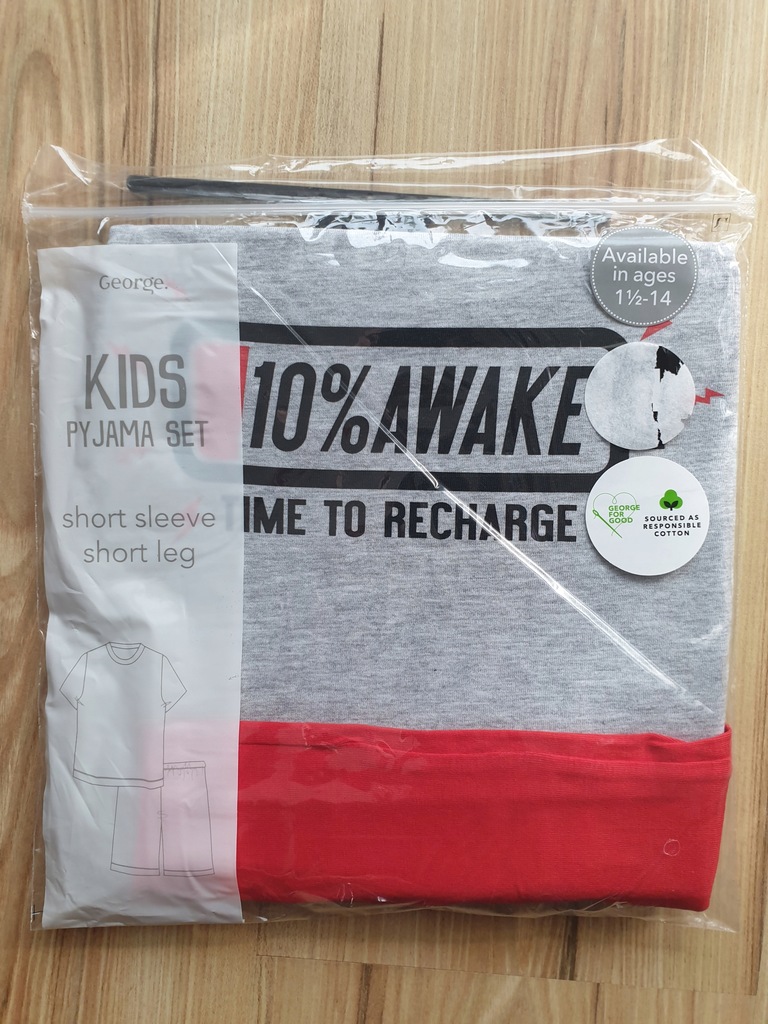 George.
KIDS
PYJAMA SET
short sleeve
short leg
10% AWAKE
TIME TO RECHARGE
Available
in ages
1½-14
GEORGE
FOR
GOOD
SOURCED AS
RESPONSIBLE
COTTON